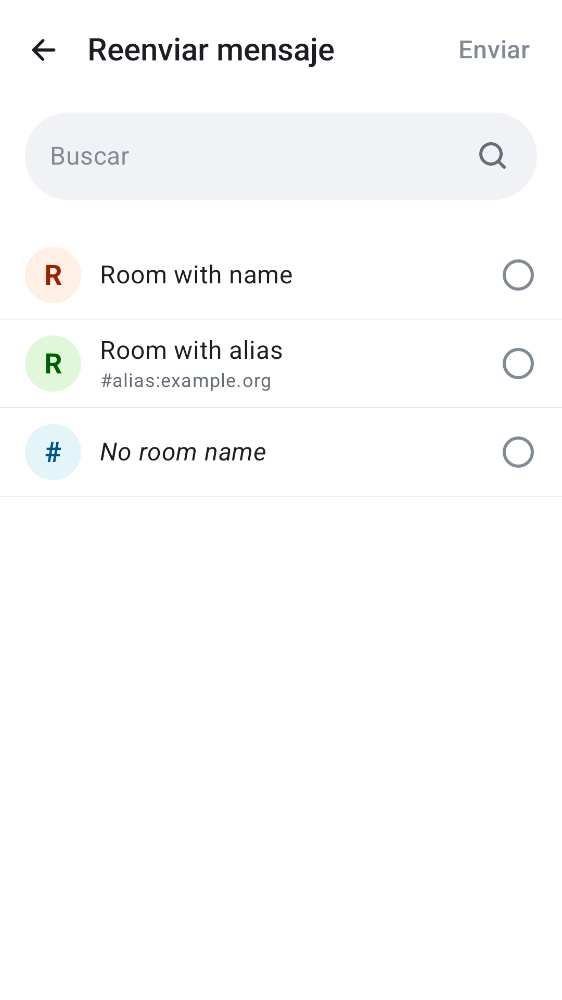 Reenviar mensaje
Enviar
Buscar
R
Room with name
R
Room with alias
#alias:example.org
#
No room name